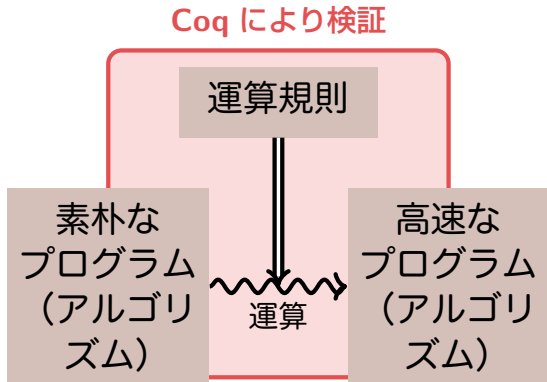 Coq により検証
運算規則
素朴な
プログラム
（アルゴリ
ズム）
運算
高速な
プログラム
（アルゴリ
ズム）